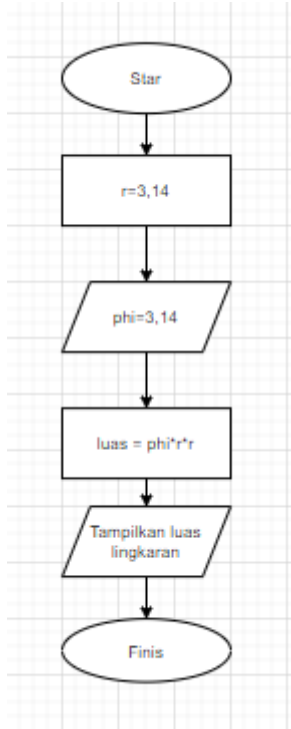 Star
r=3,14
phi=3,14
luas = phi*r*r
Tampilkan luas
lingkaran
Finis